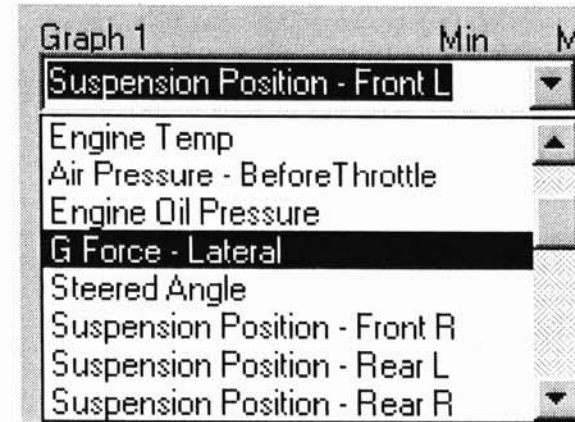 Graph 1 Min M
Suspension Position - Front L
Engine Temp
Air Pressure - BeforeThrottle
Engine Oil Pressure
G Force - Lateral
Steered Angle
Suspension Position - Front R
Suspension Position - Rear L
Suspension Position - Rear R